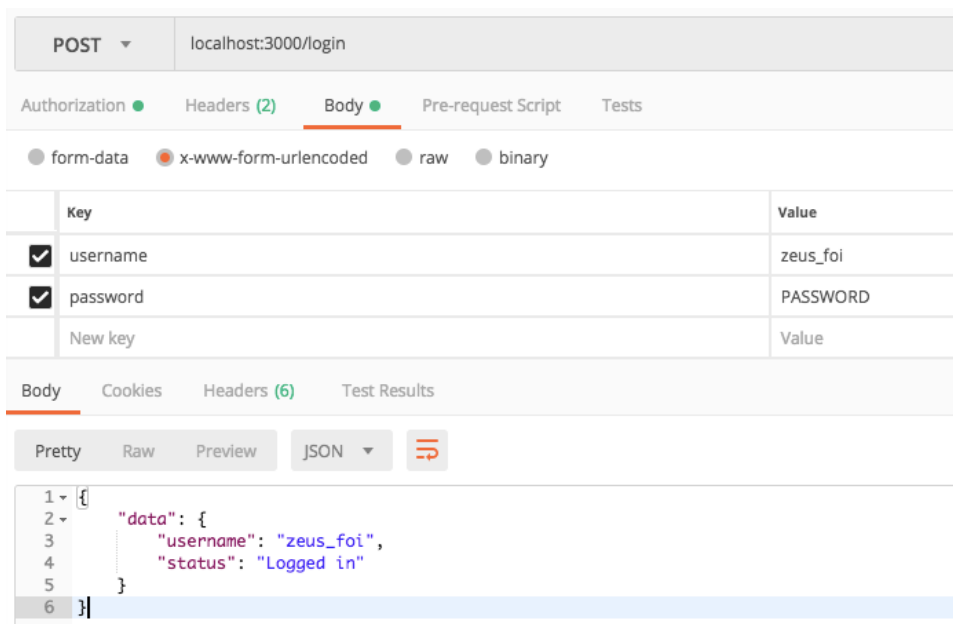 POST localhost:3000/login
Authorization Headers (2) Body Pre-request Script Tests
form-data x-www-form-urlencoded raw binary
Key Value
username zeus_foi
password PASSWORD
New key Value
Body Cookies Headers (6) Test Results
Pretty Raw Preview JSON
1 {
2 "data": {
3 "username": "zeus_foi",
4 "status": "Logged in"
5 }
6 }